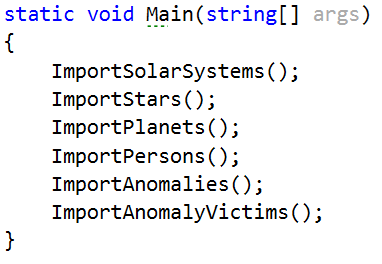 static void Main(string[] args)
{
    ImportSolarSystems();
    ImportStars();
    ImportPlanets();
    ImportPersons();
    ImportAnomalies();
    ImportAnomalyVictims();
}